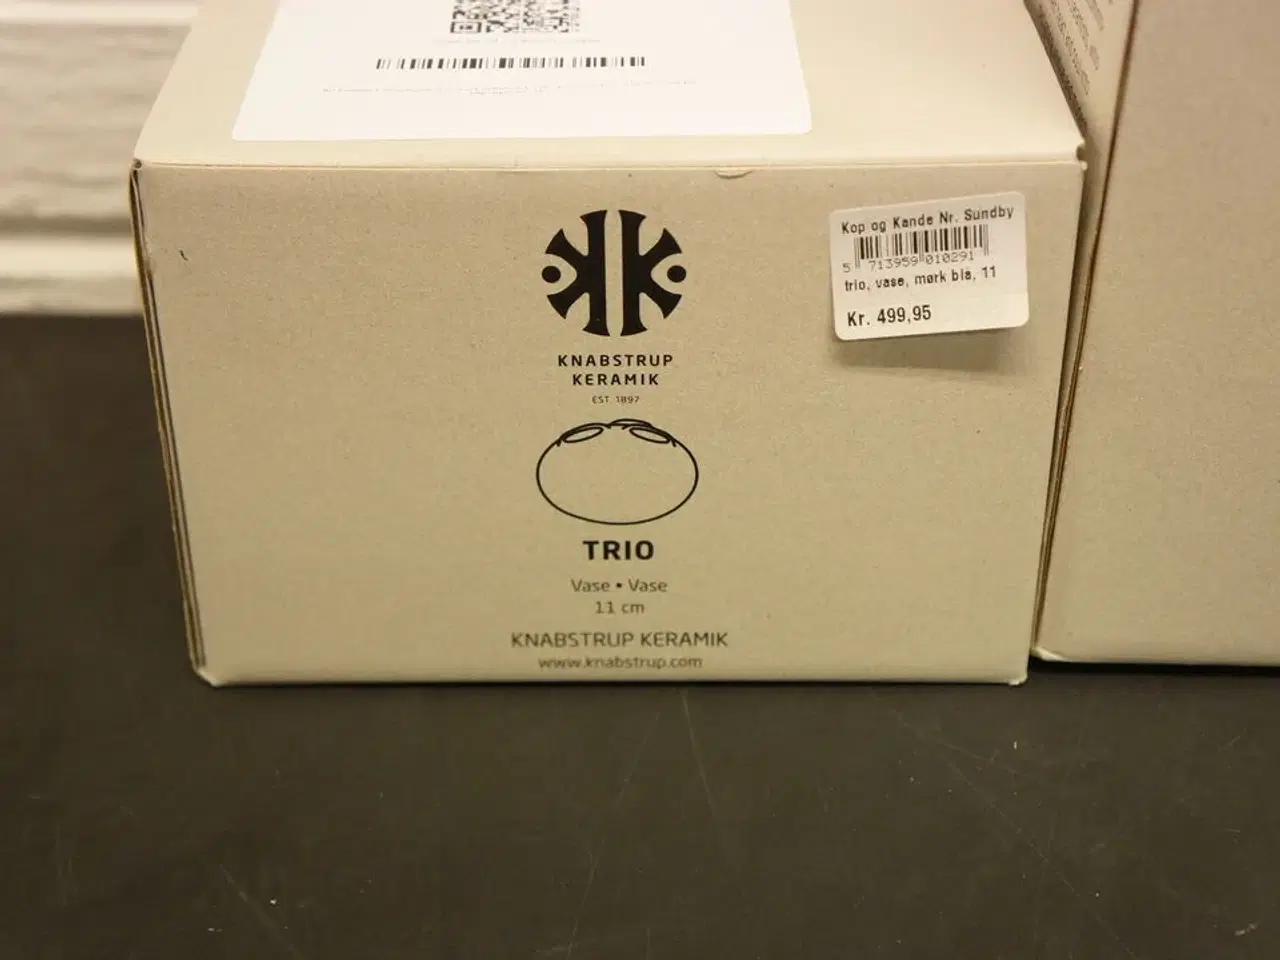 Kop og Kande Nr. Sundby
5 713959 010291
trio, vase, mørk bla, 11
Kr. 499,95
KNABSTRUP
KERAMIK
EST. 1897
TRIO
Vase • Vase
11 cm
KNABSTRUP KERAMIK
www.knabstrup.com